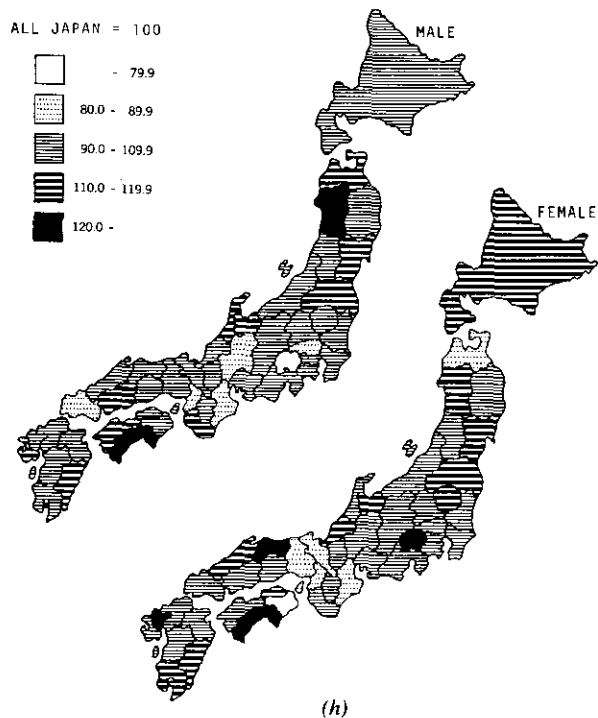 ALL JAPAN = 100
- 79.9
80.0 - 89.9
90.0 - 109.9
110.0 - 119.9
120.0 -
MALE
FEMALE
(h)